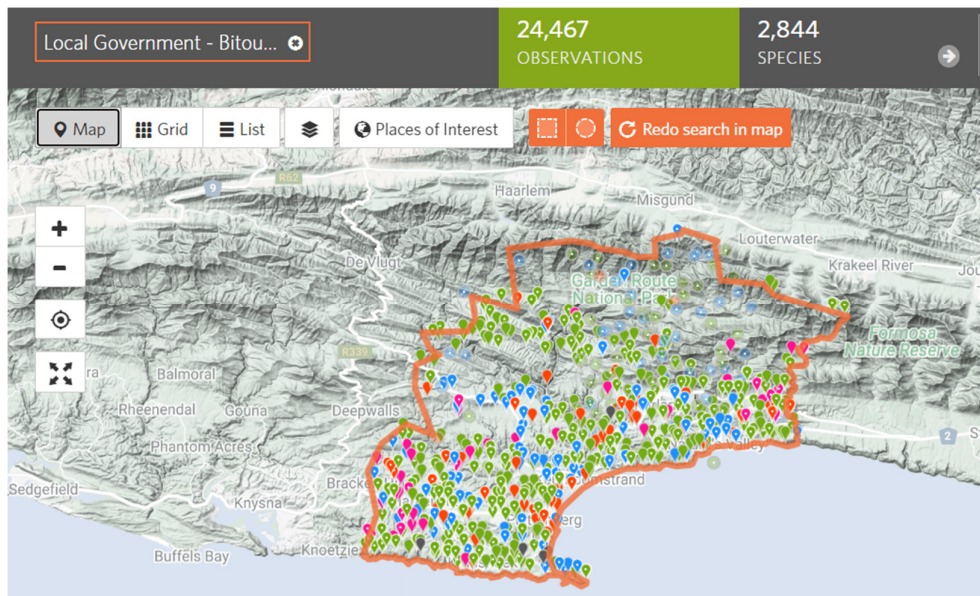 Local Government - Bitou...
24,467
OBSERVATIONS
2,844
SPECIES
Map
Grid
List
Places of Interest
Redo search in map
R62
9
Haarlem
Misgund
Louterwater
De Vlugt
Krakeel River
Garden Route
National Park
Formosa
Nature Reserve
R339
Balmoral
Rheenendal
Gouna
Deepwalls
2
Phantom Acres
Sedgefield
Knysna
Buffels Bay